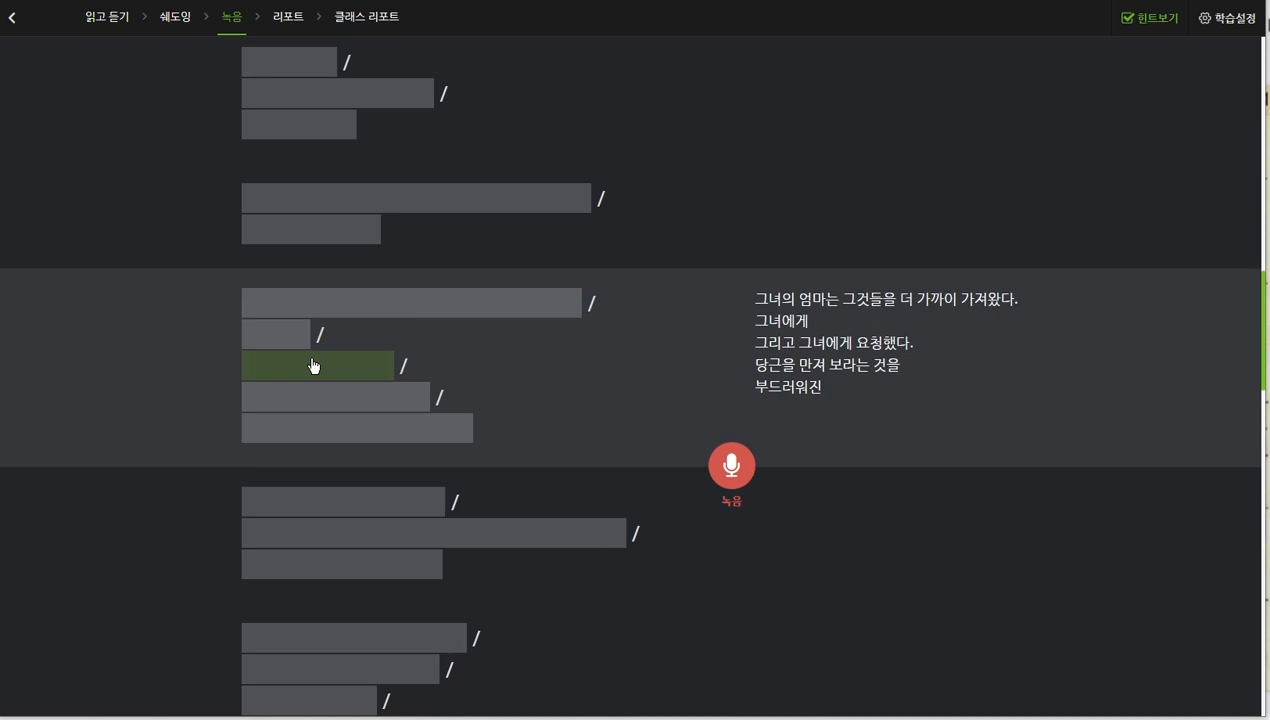 읽고 듣기 > 쉐도잉 > 녹음 > 리포트 > 클래스 리포트 힌트보기 학습설정
/
/
/
/ 그녀의 엄마는 그것들을 더 가까이 가져왔다.
/ 그녀에게
/ 그리고 그녀에게 요청했다.
/ 당근을 만져 보라는 것을
부드러워진
녹음
/
/
/
/
/